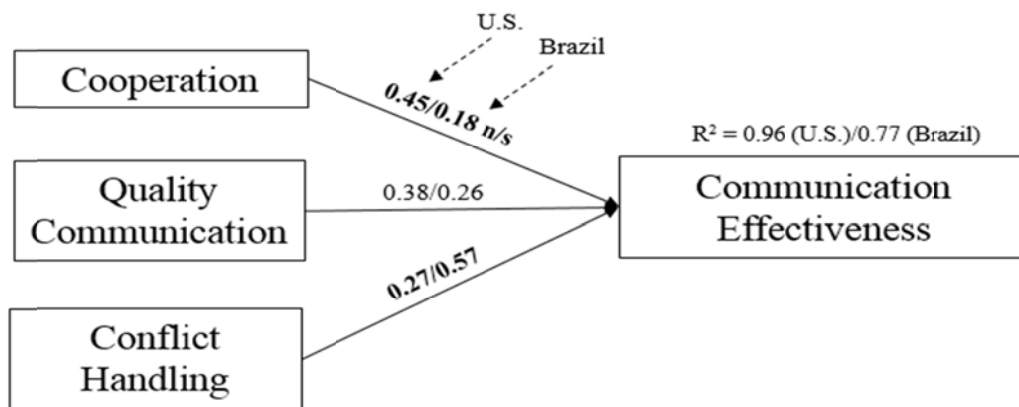 U.S.
Brazil
Cooperation
0.45/0.18 n/s
R² = 0.96 (U.S.)/0.77 (Brazil)
Quality
Communication
0.38/0.26
Communication
Effectiveness
0.27/0.57
Conflict
Handling